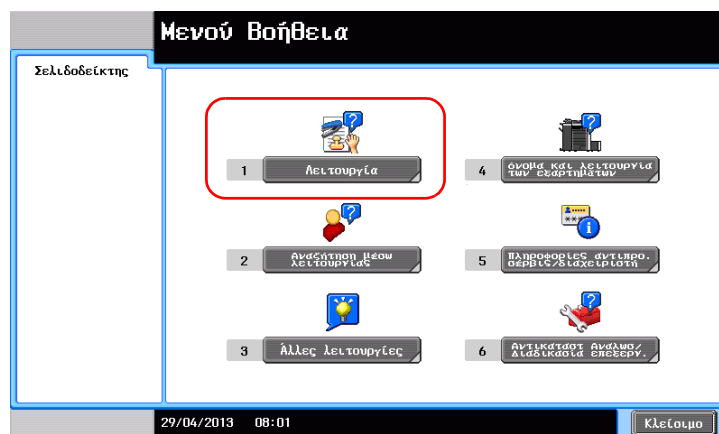 Μενού Βοήθεια
Σελιδοδείκτης
1 Λειτουργία
2 Αναζήτηση μέσω
λειτουργίας
3 Άλλες λειτουργίες
4 όνομα και λειτουργία
των εξαρτημάτων
5 Πληροφορίες αντιπρο.
σέρβις/διαχειριστή
6 Αντικατάστ Αναλωσ/
Διαδικασία επεξεργ.
29/04/2013 08:01
Κλείσιμο